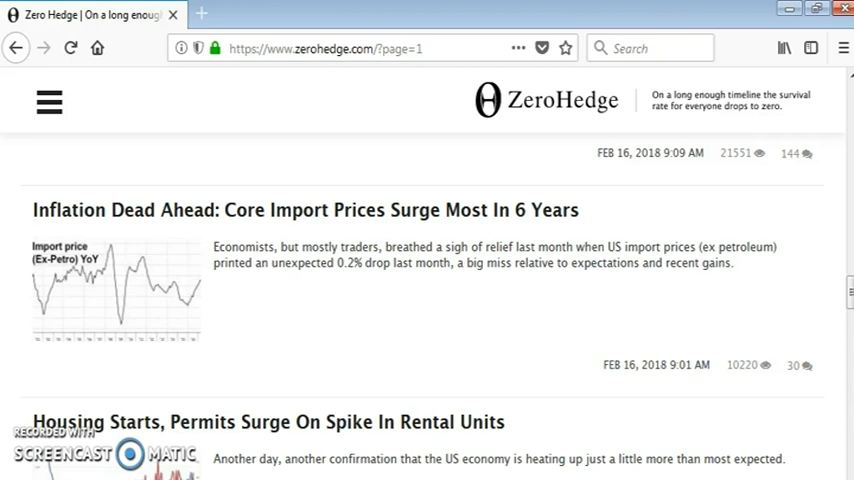 Zero Hedge | On a long enoug
https://www.zerohedge.com/?page=1
Search
ZeroHedge
On a long enough timeline the survival
rate for everyone drops to zero.
FEB 16, 2018 9:09 AM 21551 144
Inflation Dead Ahead: Core Import Prices Surge Most In 6 Years
Import price
(Ex-Petro) YoY
Economists, but mostly traders, breathed a sigh of relief last month when US import prices (ex petroleum)
printed an unexpected 0.2% drop last month, a big miss relative to expectations and recent gains.
FEB 16, 2018 9:01 AM 10220 30
Housing Starts, Permits Surge On Spike In Rental Units
RECORDED WITH
SCREENCAST MATIC
Another day, another confirmation that the US economy is heating up just a little more than most expected.